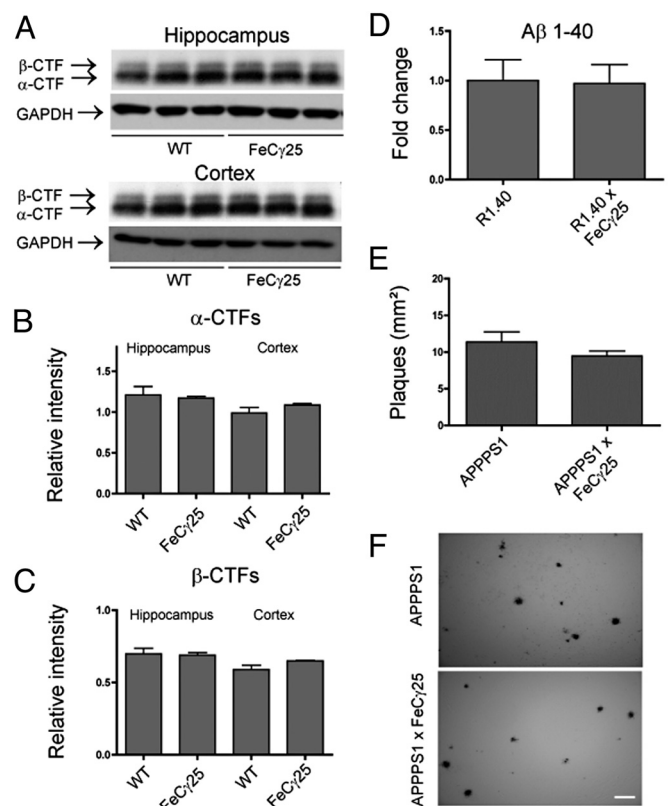 A
Hippocampus
β-CTF
α-CTF
GAPDH
WT FeCγ25
Cortex
β-CTF
α-CTF
GAPDH
WT FeCγ25
B
α-CTFs
Hippocampus Cortex
Relative intensity
1.5
1.0
0.5
0.0
WT
FeCγ25
WT
FeCγ25
C
β-CTFs
Hippocampus Cortex
Relative intensity
1.0
0.5
0.0
WT
FeCγ25
WT
FeCγ25
D
Aβ 1-40
Fold change
1.5
1.0
0.5
0.0
R1.40
R1.40 x
FeCγ25
E
Plaques (mm²)
20
15
10
5
0
APPPS1
APPPS1 x
FeCγ25
F
APPPS1
APPPS1 x FeCγ25